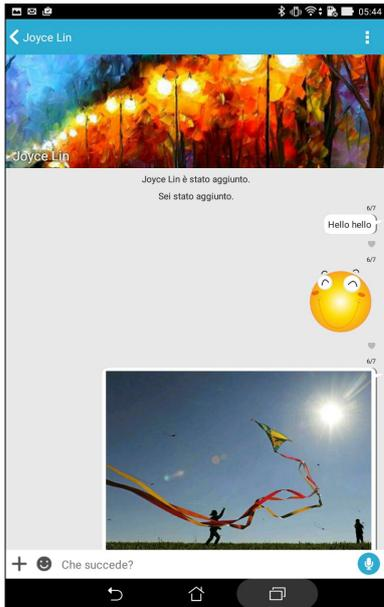 05:44
Joyce Lin
Joyce Lin
Joyce Lin è stato aggiunto.
Sei stato aggiunto.
6/7
Hello hello
6/7
6/7
Che succede?